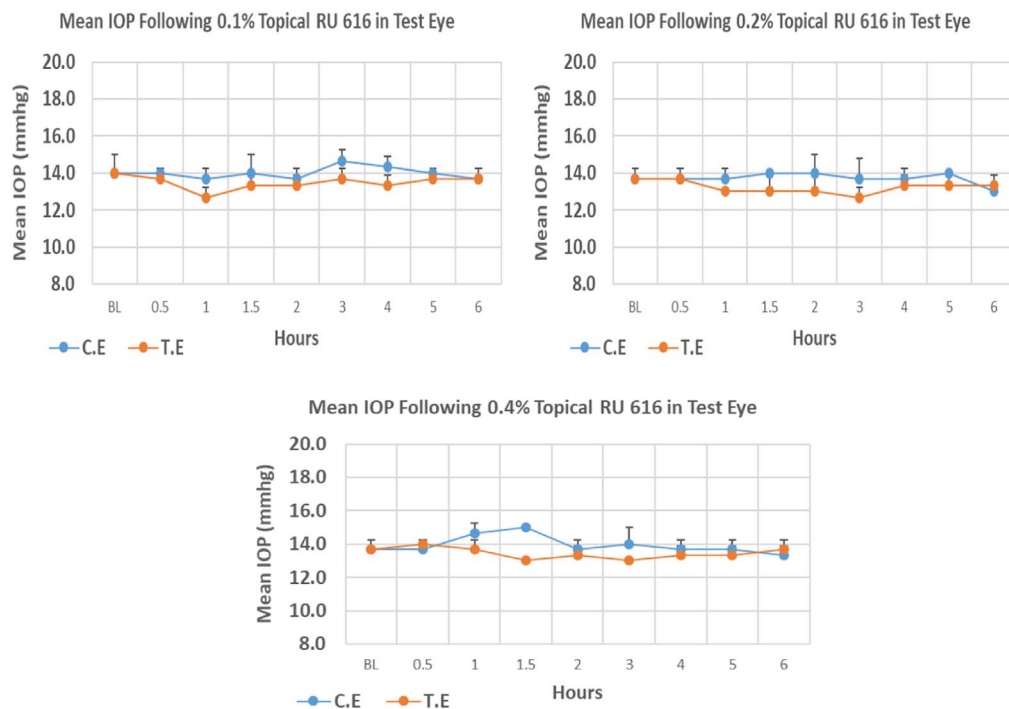 Mean IOP Following 0.1% Topical RU 616 in Test Eye
20.0
18.0
16.0
14.0
12.0
10.0
8.0
Mean IOP (mmhg)
BL 0.5 1 1.5 2 3 4 5 6
Hours
C.E T.E
Mean IOP Following 0.2% Topical RU 616 in Test Eye
20.0
18.0
16.0
14.0
12.0
10.0
8.0
Mean IOP (mmhg)
BL 0.5 1 1.5 2 3 4 5 6
Hours
C.E T.E
Mean IOP Following 0.4% Topical RU 616 in Test Eye
20.0
18.0
16.0
14.0
12.0
10.0
8.0
Mean IOP (mmhg)
BL 0.5 1 1.5 2 3 4 5 6
Hours
C.E T.E